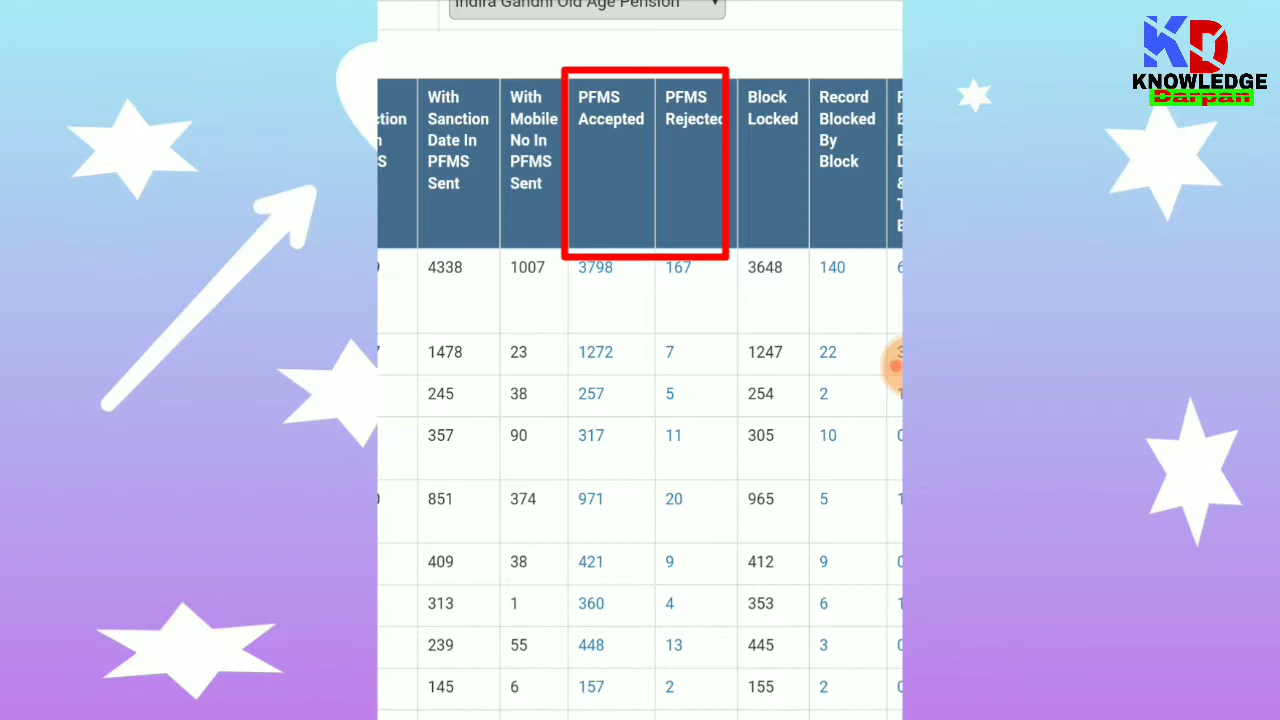 Indira Gandhi Old Age Pension
KD
KNOWLEDGE
Darpan
With Sanction Date In PFMS Sent
With Mobile No In PFMS Sent
PFMS Accepted
PFMS Rejected
Block Locked
Record Blocked By Block
4338 1007 3798 167 3648 140
1478 23 1272 7 1247 22
245 38 257 5 254 2
357 90 317 11 305 10
851 374 971 20 965 5
409 38 421 9 412 9
313 1 360 4 353 6
239 55 448 13 445 3
145 6 157 2 155 2